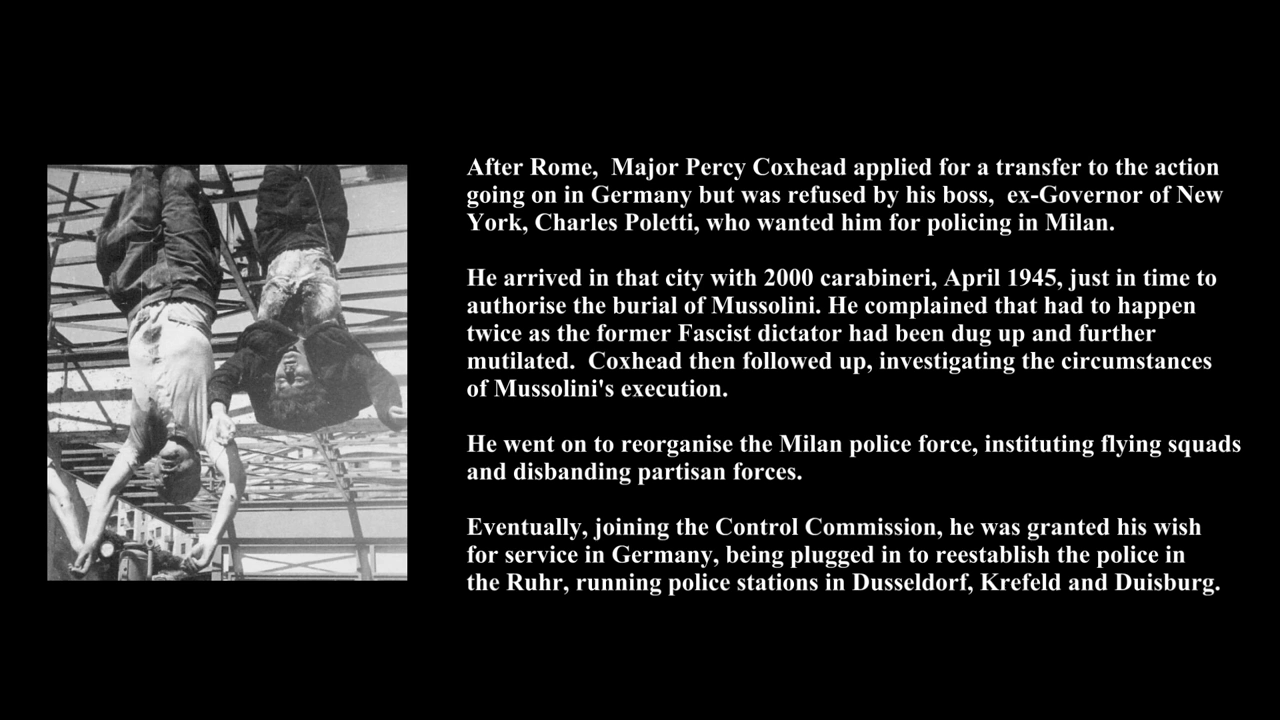 After Rome,  Major Percy Coxhead applied for a transfer to the action
going on in Germany but was refused by his boss,  ex-Governor of New
York, Charles Poletti, who wanted him for policing in Milan.
He arrived in that city with 2000 carabineri, April 1945, just in time to
authorise the burial of Mussolini. He complained that had to happen
twice as the former Fascist dictator had been dug up and further
mutilated.  Coxhead then followed up, investigating the circumstances
of Mussolini's execution.
He went on to reorganise the Milan police force, instituting flying squads
and disbanding partisan forces.
Eventually, joining the Control Commission, he was granted his wish
for service in Germany, being plugged in to reestablish the police in
the Ruhr, running police stations in Dusseldorf, Krefeld and Duisburg.